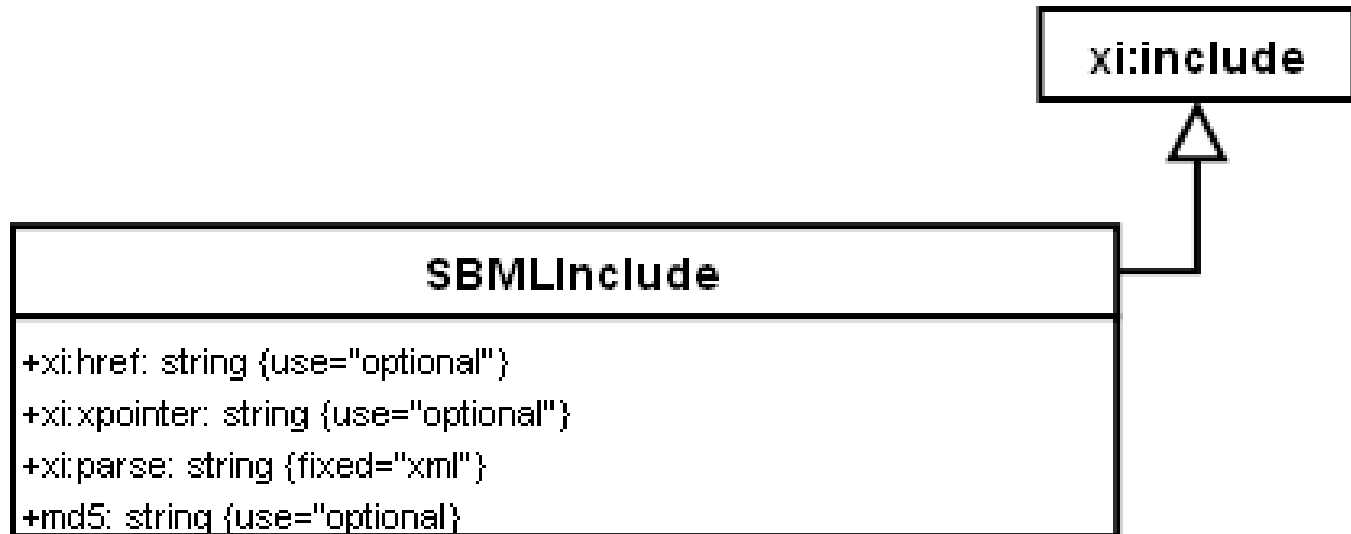 xi:include
SBMLInclude
+xi:href: string {use="optional"}
+xi:xpointer: string {use="optional"}
+xi:parse: string {fixed="xml"}
+md5: string {use="optional}